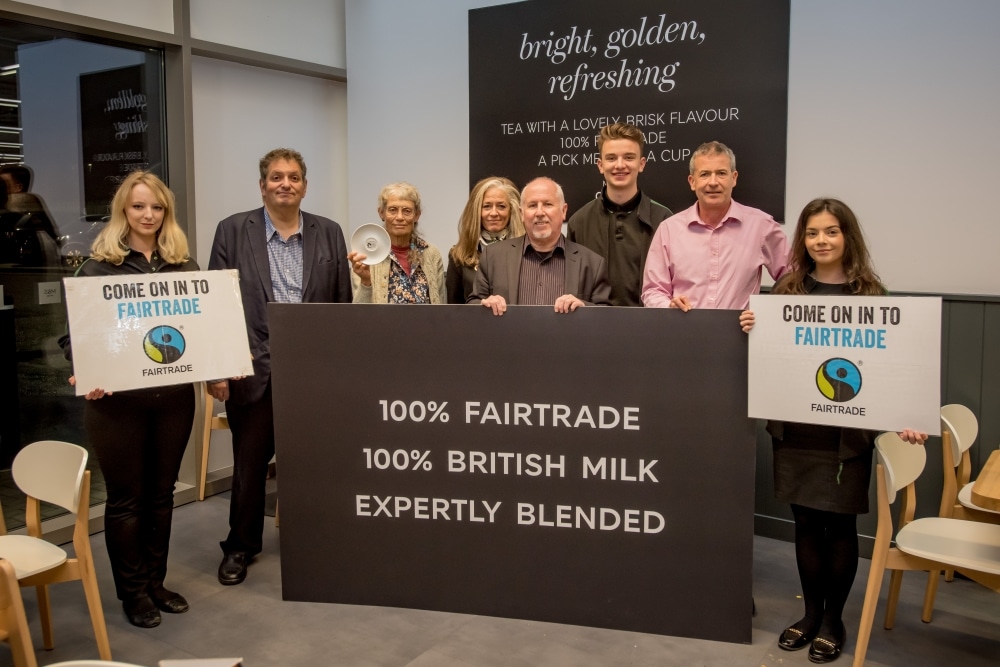 bright, golden,
refreshing
TEA WITH A LOVELY BRISK FLAVOUR
100%
A PICK A CUP
golden,
COME ON IN TO
FAIRTRADE
®
FAIRTRADE
100% FAIRTRADE
100% BRITISH MILK
EXPERTLY BLENDED
COME ON IN TO
FAIRTRADE
®
FAIRTRADE